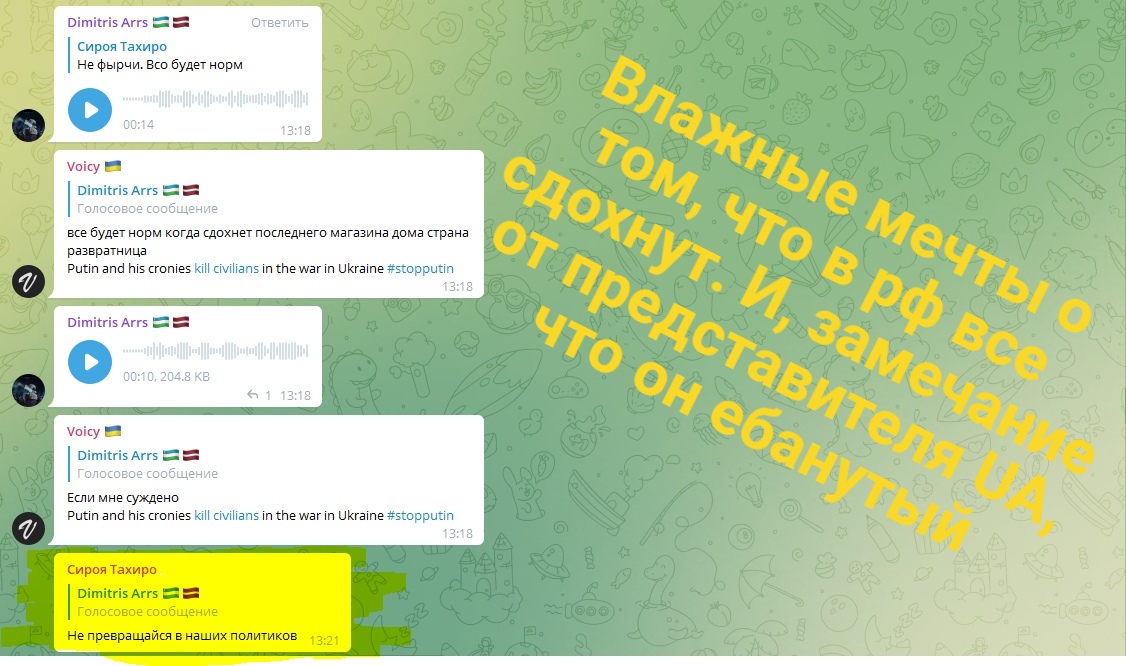 Dimitris Arrs 🇺🇿 🇱🇻 Ответить
Сироя Тахиро
Не фырчи. Всо будет норм
00:14 13:18
Voicy 🇺🇦
Dimitris Arrs 🇺🇿 🇱🇻
Голосовое сообщение
все будет норм когда сдохнет последнего магазина дома страна
развратница
Putin and his cronies kill civilians in the war in Ukraine #stopputin
13:18
Dimitris Arrs 🇺🇿 🇱🇻
00:10, 204.8 KB
1 13:18
Voicy 🇺🇦
Dimitris Arrs 🇺🇿 🇱🇻
Голосовое сообщение
Если мне суждено
Putin and his cronies kill civilians in the war in Ukraine #stopputin
13:18
Сироя Тахиро
Dimitris Arrs 🇺🇿 🇱🇻
Голосовое сообщение
Не превращайся в наших политиков 13:21
Влажные мечты о
том, что в рф все
сдохнут. И, замечание
от представителя UA,
что он ебанутый